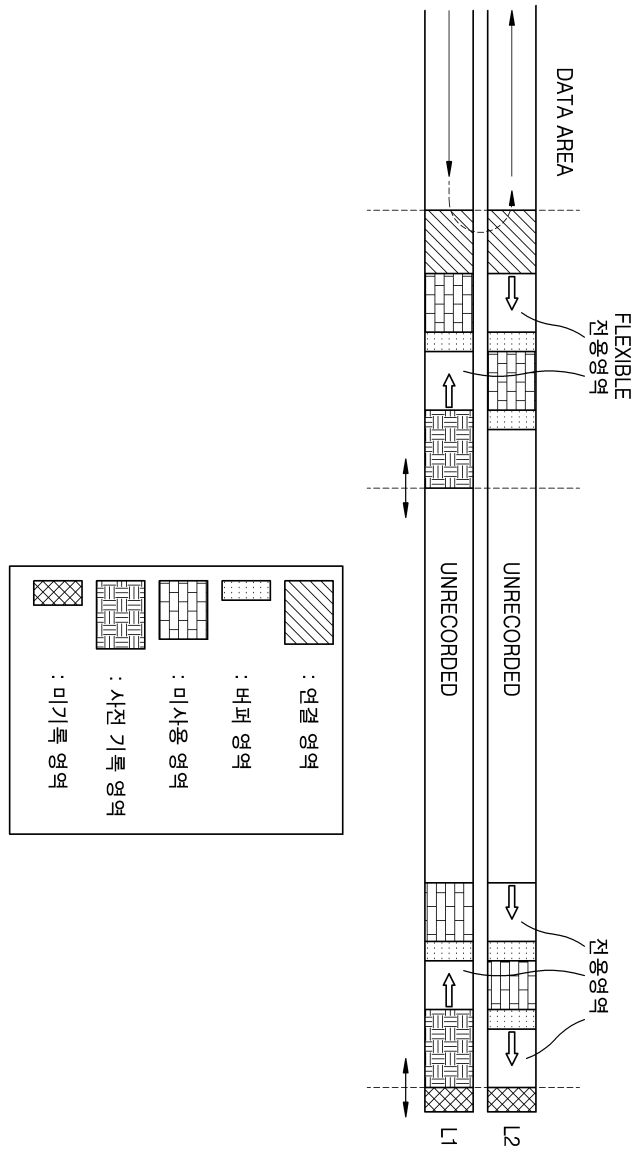 DATA AREA
FLEXIBLE
전용영역
UNRECORDED
UNRECORDED
전용영역
L2
L1
: 연결 영역
: 버퍼 영역
: 미사용 영역
: 사전 기록 영역
: 미기록 영역